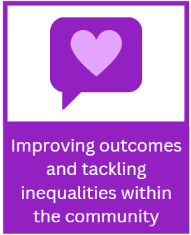 Improving outcomes
and tackling
inequalities within
the community